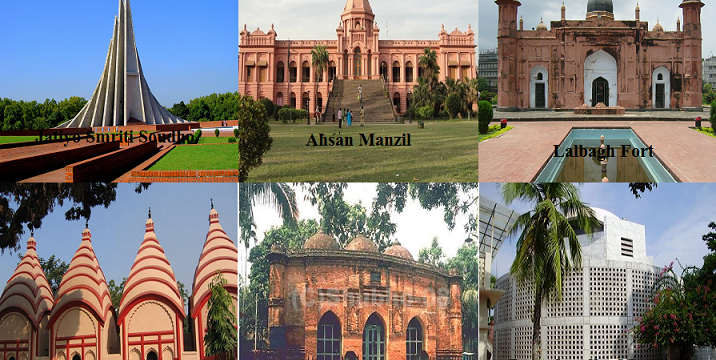 Jatiyo Smriti Soudho
Ahsan Manzil
Lalbagh Fort